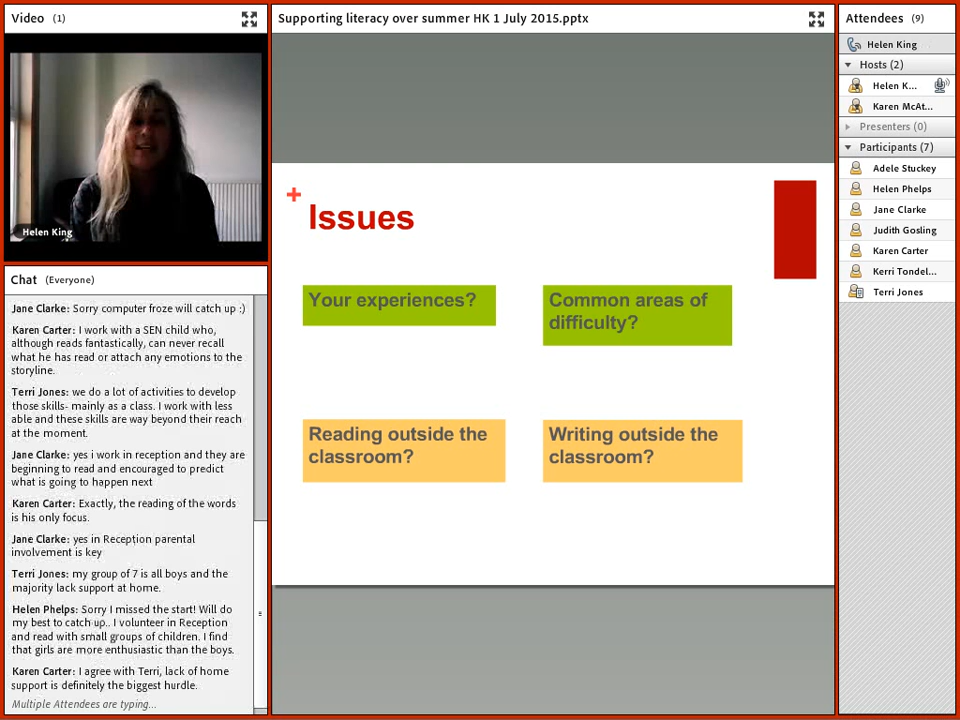 Video (1)
Helen King
Chat (Everyone)
Jane Clarke: Sorry computer froze will catch up :)
Karen Carter: I work with a SEN child who,
although reads fantastically, can never recall
what he has read or attach any emotions to the
storyline.
Terri Jones: we do a lot of activities to develop
those skills- mainly as a class. I work with less
able and these skills are way beyond their reach
at the moment.
Jane Clarke: yes i work in reception and they are
beginning to read and encouraged to predict
what is going to happen next
Karen Carter: Exactly, the reading of the words
is his only focus.
Jane Clarke: yes in Reception parental
involvement is key
Terri Jones: my group of 7 is all boys and the
majority lack support at home.
Helen Phelps: Sorry I missed the start! Will do
my best to catch up.. I volunteer in Reception
and read with small groups of children. I find
that girls are more enthusiastic than the boys.
Karen Carter: I agree with Terri, lack of home
support is definitely the biggest hurdle.
Multiple Attendees are typing...
Supporting literacy over summer HK 1 July 2015.pptx
+
Issues
Your experiences?
Common areas of
difficulty?
Reading outside the
classroom?
Writing outside the
classroom?
Attendees (9)
Helen King
Hosts (2)
Helen K...
Karen McAt...
Presenters (0)
Participants (7)
Adele Stuckey
Helen Phelps
Jane Clarke
Judith Gosling
Karen Carter
Kerri Tondel...
Terri Jones